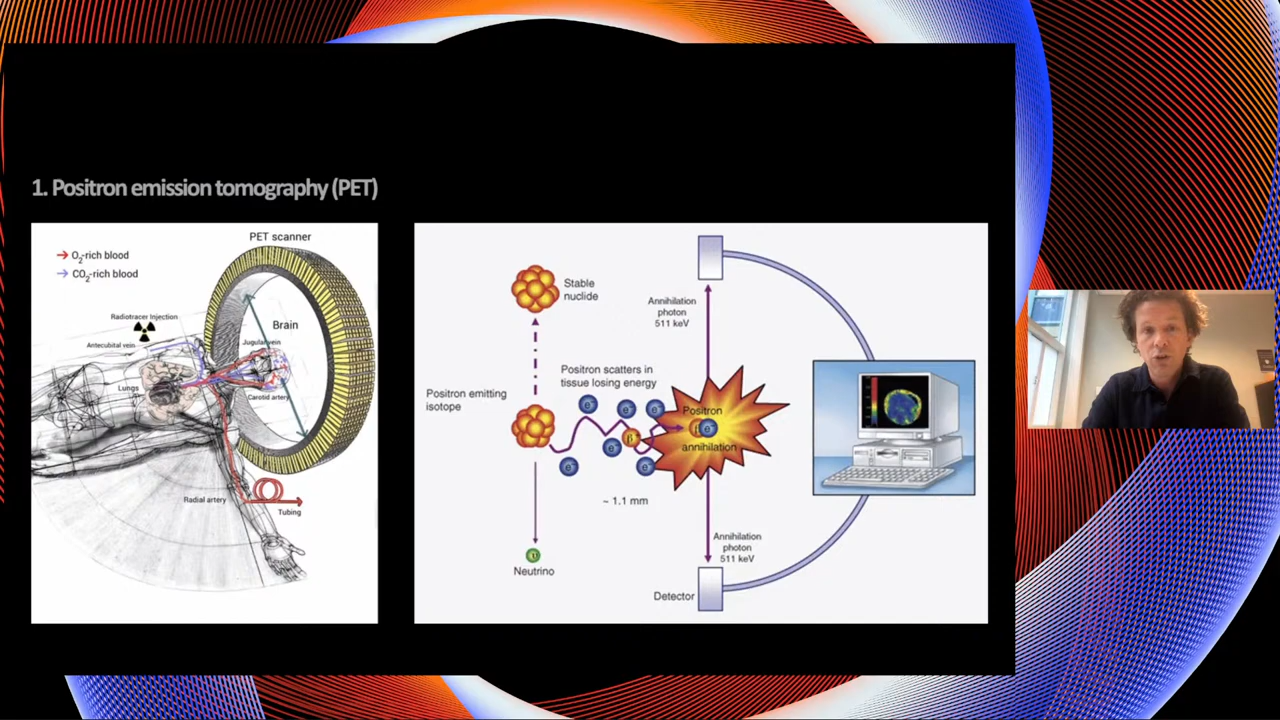 1. Positron emission tomography (PET)
PET scanner
O2-rich blood
CO2-rich blood
Radiotracer Injection
Brain
Antecubital vein
Jugular vein
Lungs
Carotid artery
Radial artery
Tubing
Stable
nuclide
Annihilation
photon
511 keV
Positron scatters in
tissue losing energy
Positron emitting
isotope
e-
e-
e-
e-
e-
e-
Positron
β
e-
annihilation
~ 1.1 mm
Annihilation
photon
511 keV
Neutrino
Detector